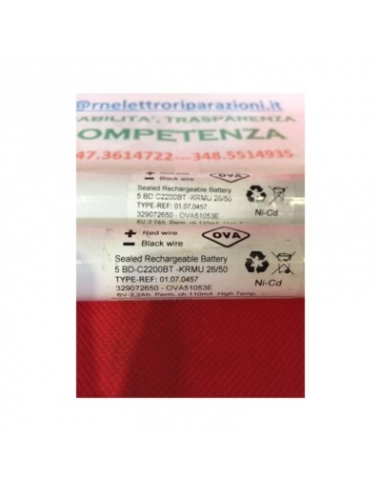 @rnelettroriparazioni.it
ABILITA', TRASPARENZA
COMPETENZA
47.3614722---348.5514935
+ Red wire
- Black wire
OVA
Sealed Rechargeable Battery
5 BD-C2200BT -KRMU 26/50
TYPE-REF: 01.07.0457
329072650 - OVA51053E
Ni-Cd
+ Red wire
- Black wire
OVA
Sealed Rechargeable Battery
5 BD-C2200BT -KRMU 26/50
TYPE-REF: 01.07.0457
329072650 - OVA51053E
6V-2,2Ah Perm. ch 110mA High Temp.
Ni-Cd